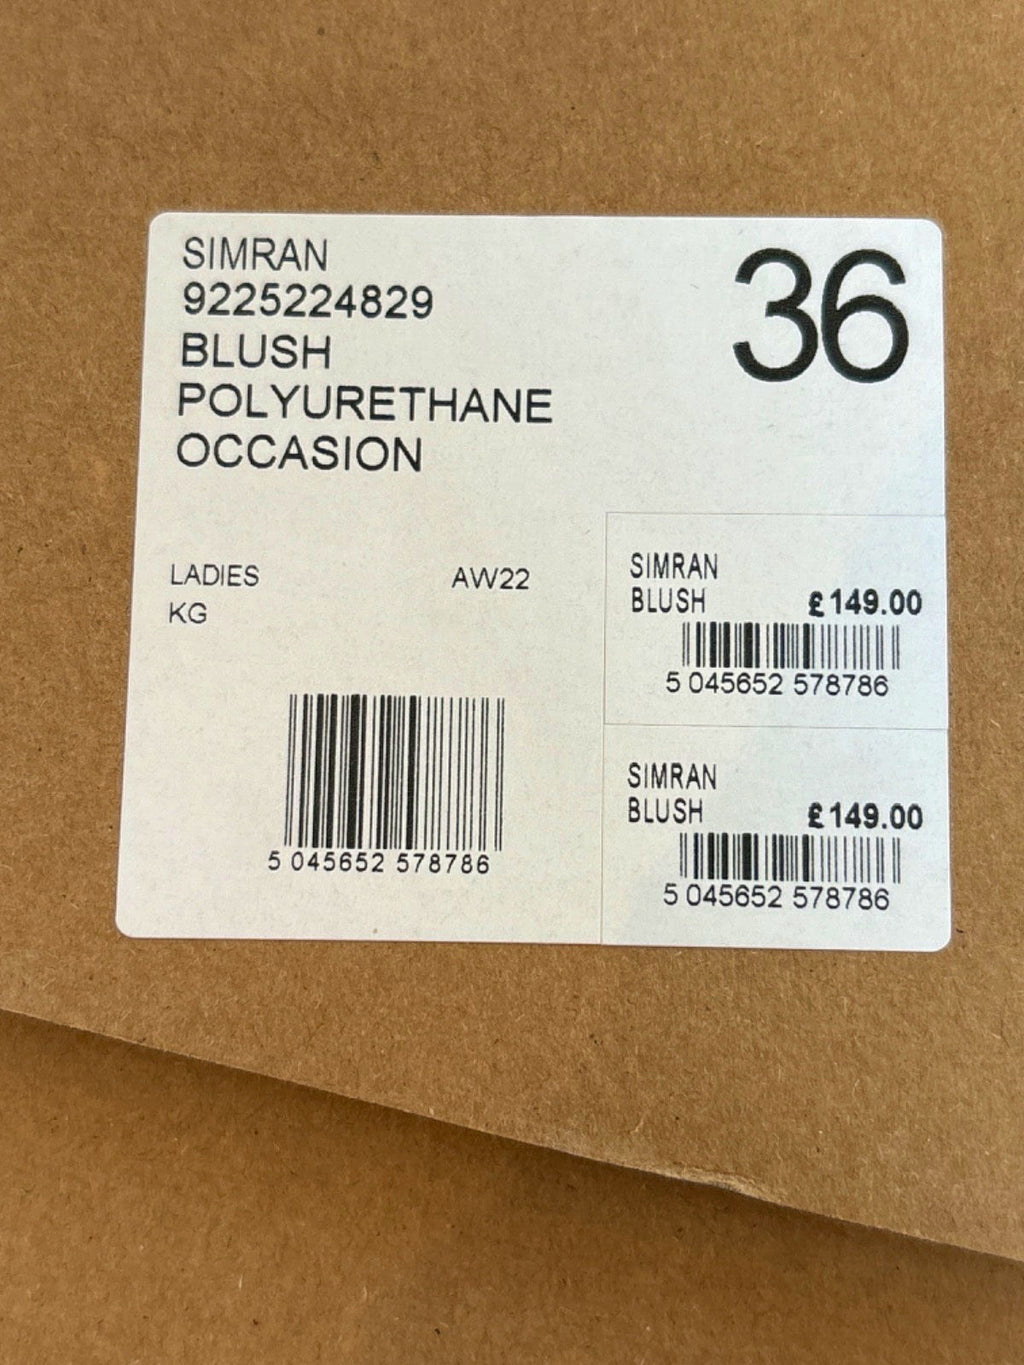 SIMRAN
9225224829
BLUSH
POLYURETHANE
OCCASION
36
LADIES AW22
KG
5 045652 578786
SIMRAN
BLUSH £149.00
5 045652 578786
SIMRAN
BLUSH £149.00
5 045652 578786